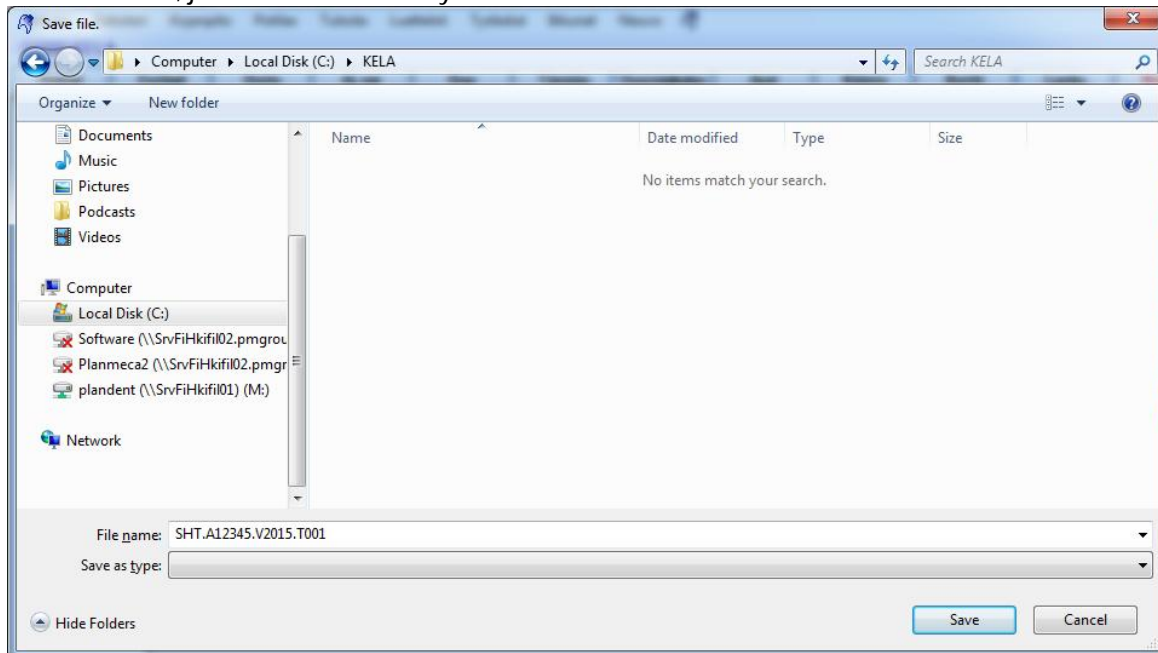 Save file.
Computer ▸ Local Disk (C:) ▸ KELA
Search KELA
Organize ▾ New folder
Name Date modified Type Size
No items match your search.
Documents
Music
Pictures
Podcasts
Videos
Computer
Local Disk (C:)
Software (\\SrvFiHkifil02.pmgrou
Planmeca2 (\\SrvFiHkifil02.pmgr
plandent (\\SrvFiHkifil01) (M:)
Network
File name: SHT.A12345.V2015.T001
Save as type:
Hide Folders
Save Cancel